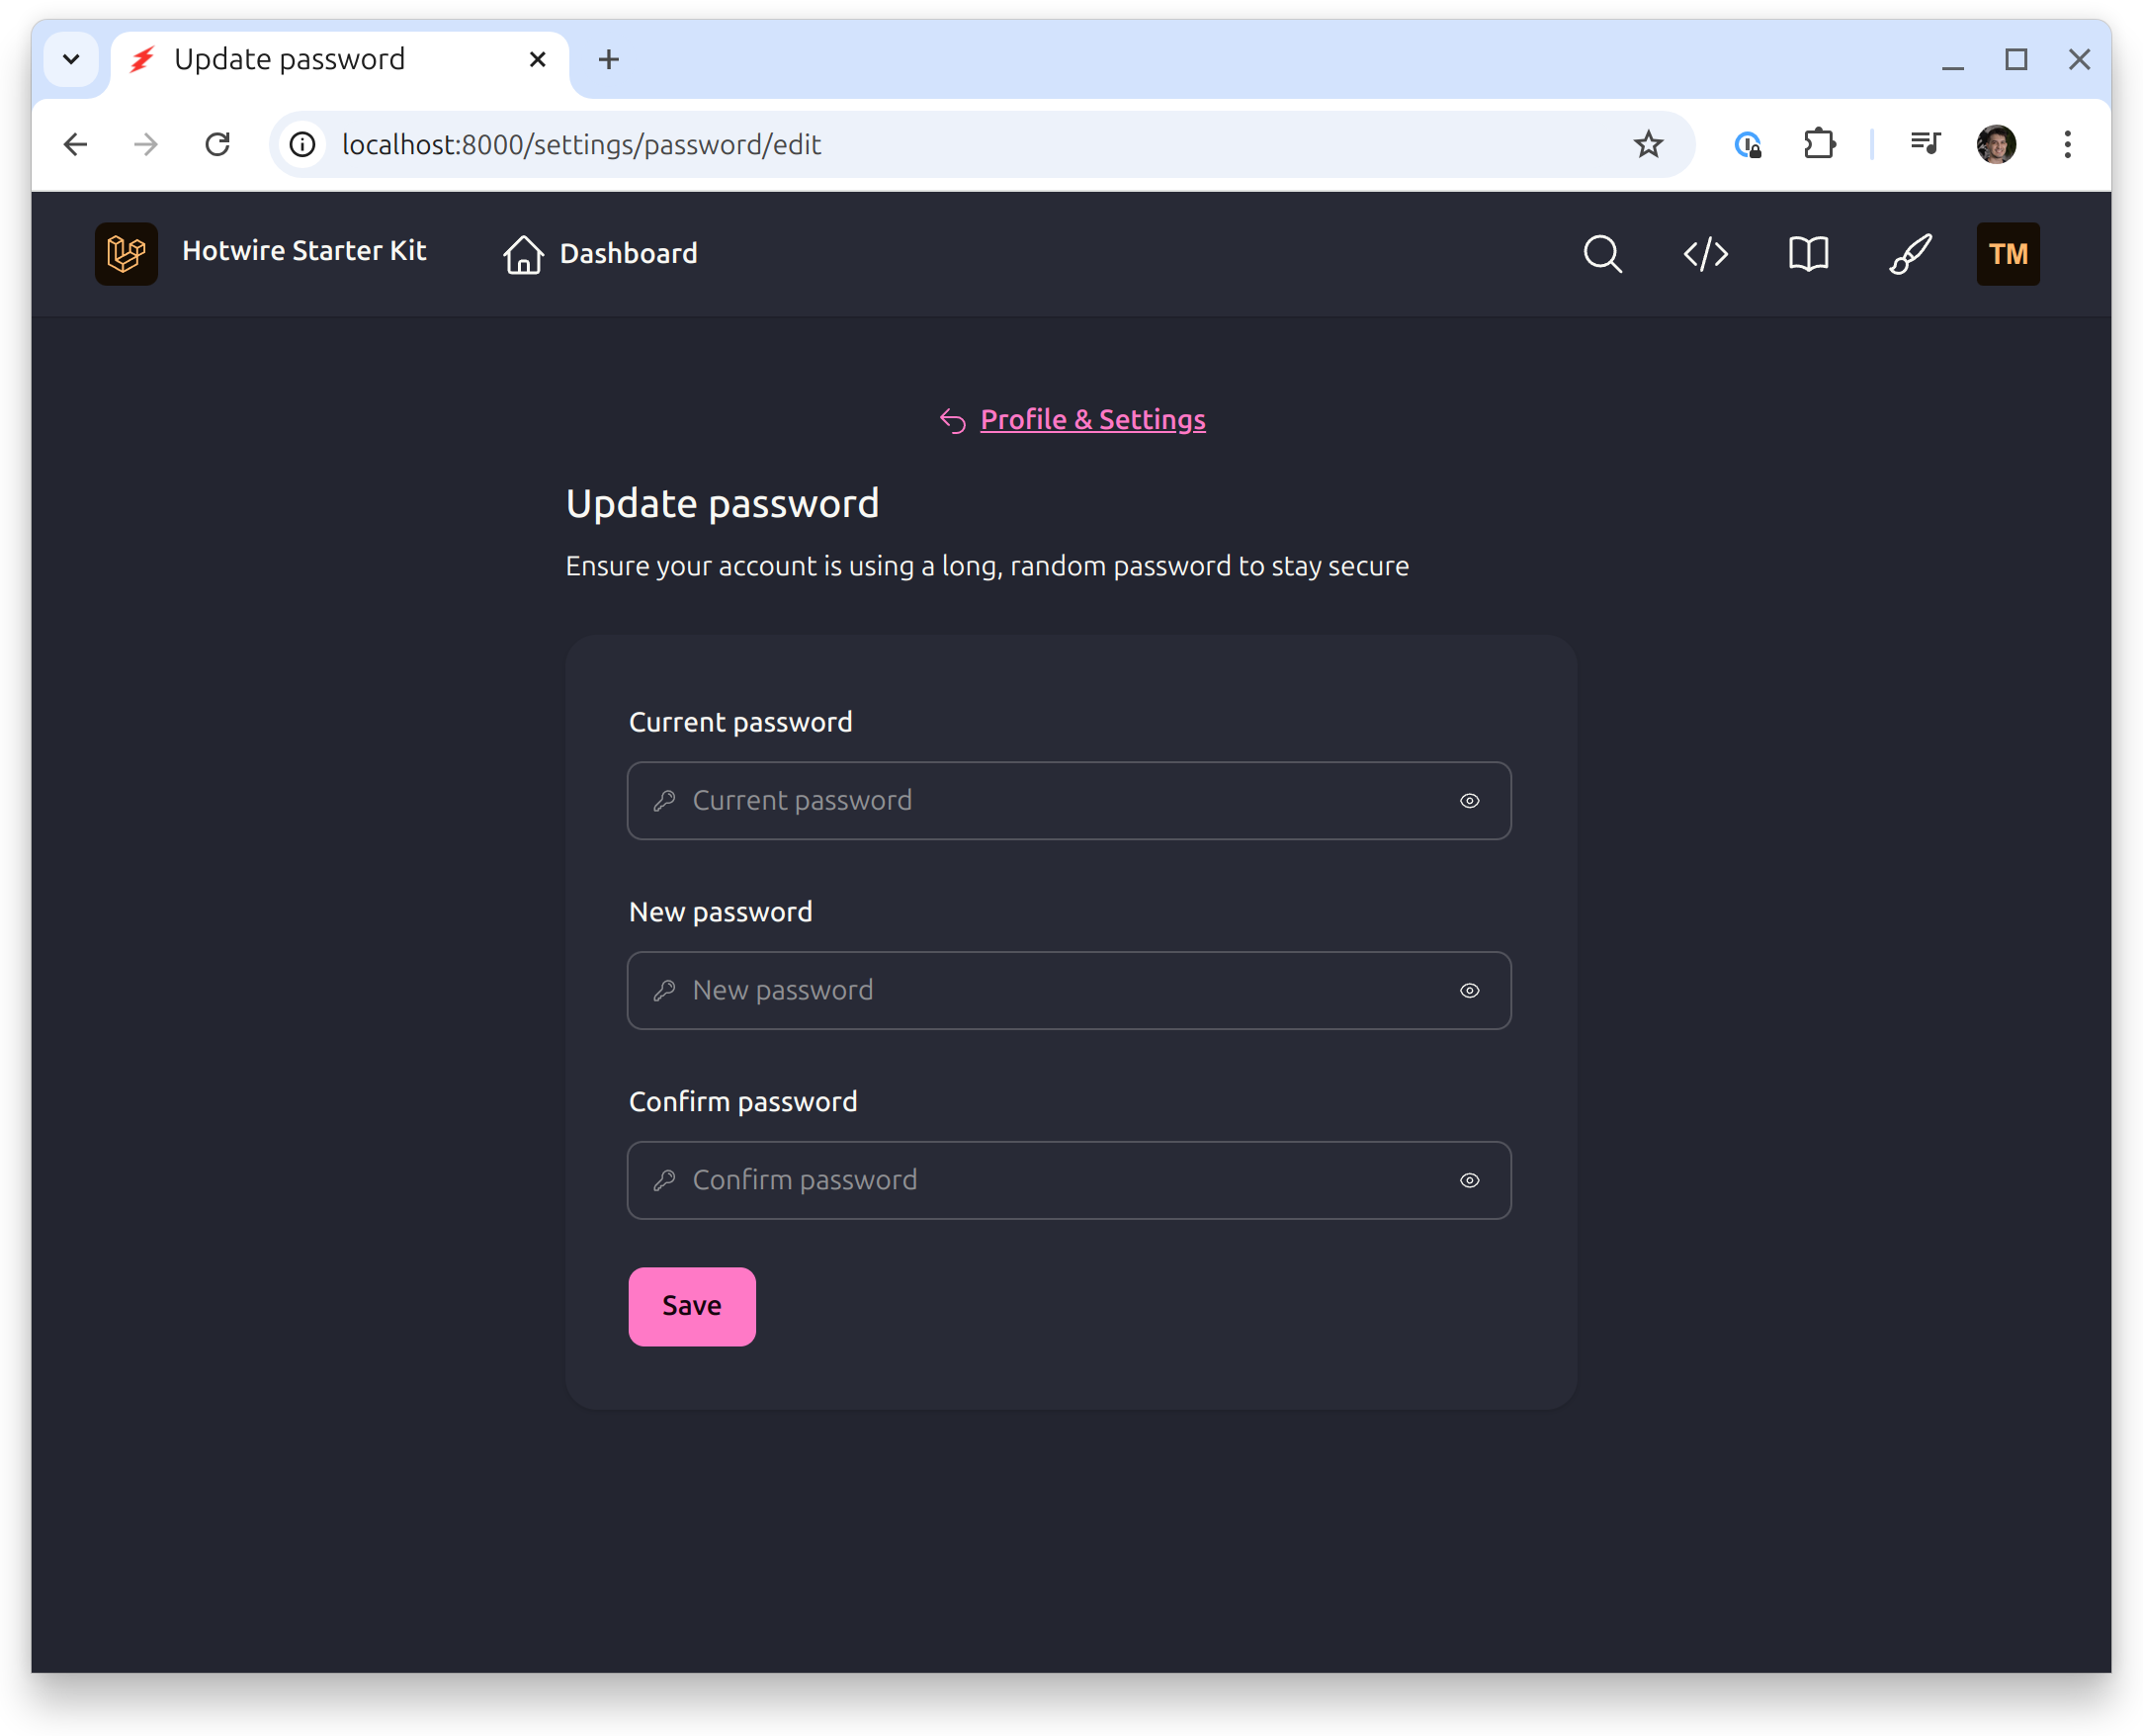 Update password
localhost:8000/settings/password/edit
Hotwire Starter Kit
Dashboard
TM
Profile & Settings
Update password
Ensure your account is using a long, random password to stay secure
Current password
Current password
New password
New password
Confirm password
Confirm password
Save